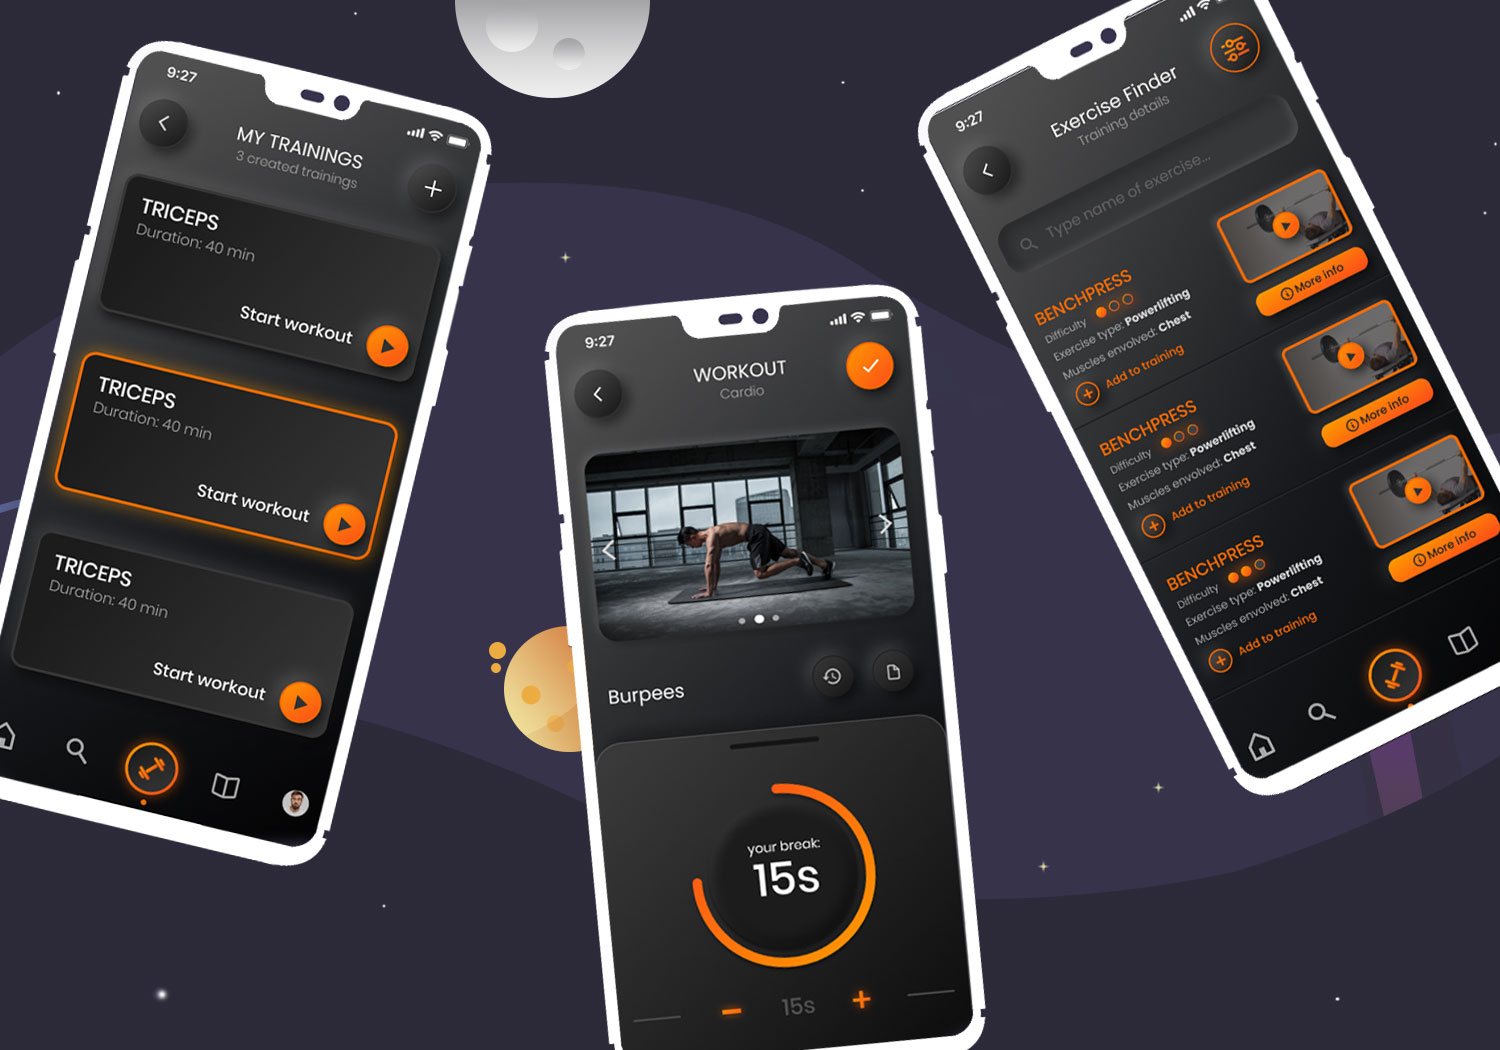 9:27
MY TRAININGS
3 created trainings
TRICEPS
Duration: 40 min
Start workout
TRICEPS
Duration: 40 min
Start workout
TRICEPS
Duration: 40 min
Start workout
9:27
WORKOUT
Cardio
Burpees
your break:
15s
15s
9:27
Exercise Finder
Training details
Type name of exercise...
BENCHPRESS
Difficulty
Exercise type: Powerlifting
Muscles envolved: Chest
Add to training
More info
BENCHPRESS
Difficulty
Exercise type: Powerlifting
Muscles envolved: Chest
Add to training
More info
BENCHPRESS
Difficulty
Exercise type: Powerlifting
Muscles envolved: Chest
Add to training
More info